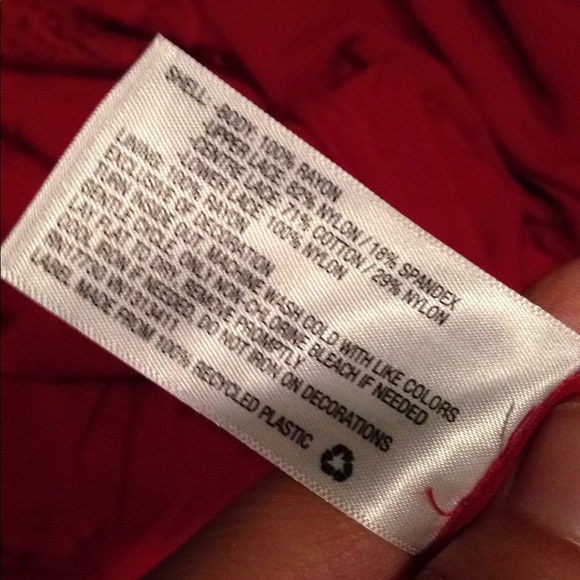 SHELL - BODY: 100% RAYON
UPPER LACE 82% NYLON / 18% SPANDEX
CENTRE LACE 71% COTTON / 29% NYLON
LOWER LACE 100% NYLON
LINING: 100% RAYON
EXCLUSIVE OF DECORATION
TURN INSIDE OUT, MACHINE WASH COLD WITH LIKE COLORS
GENTLE CYCLE. ONLY NON-CHLORINE BLEACH IF NEEDED
LAY FLAT TO DRY. REMOVE PROMPTLY
COOL IRON IF NEEDED. DO NOT IRON ON DECORATIONS
LABEL MADE FROM 100% RECYCLED PLASTIC